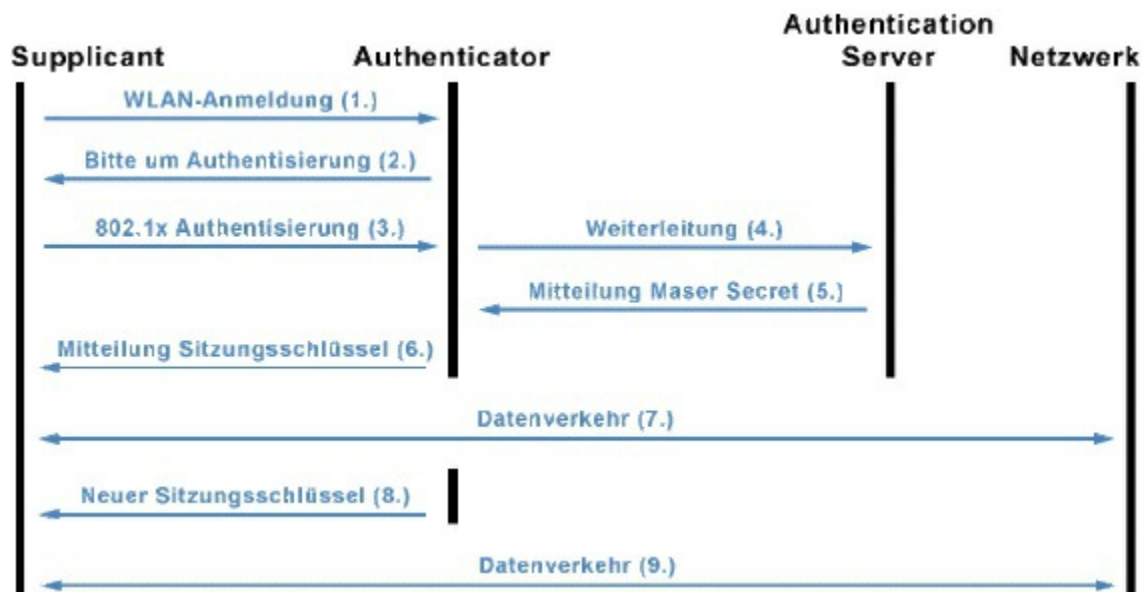 Supplicant
Authenticator
Authentication
Server
Netzwerk
WLAN-Anmeldung (1.)
Bitte um Authentisierung (2.)
802.1x Authentisierung (3.)
Weiterleitung (4.)
Mitteilung Maser Secret (5.)
Mitteilung Sitzungsschlüssel (6.)
Datenverkehr (7.)
Neuer Sitzungsschlüssel (8.)
Datenverkehr (9.)